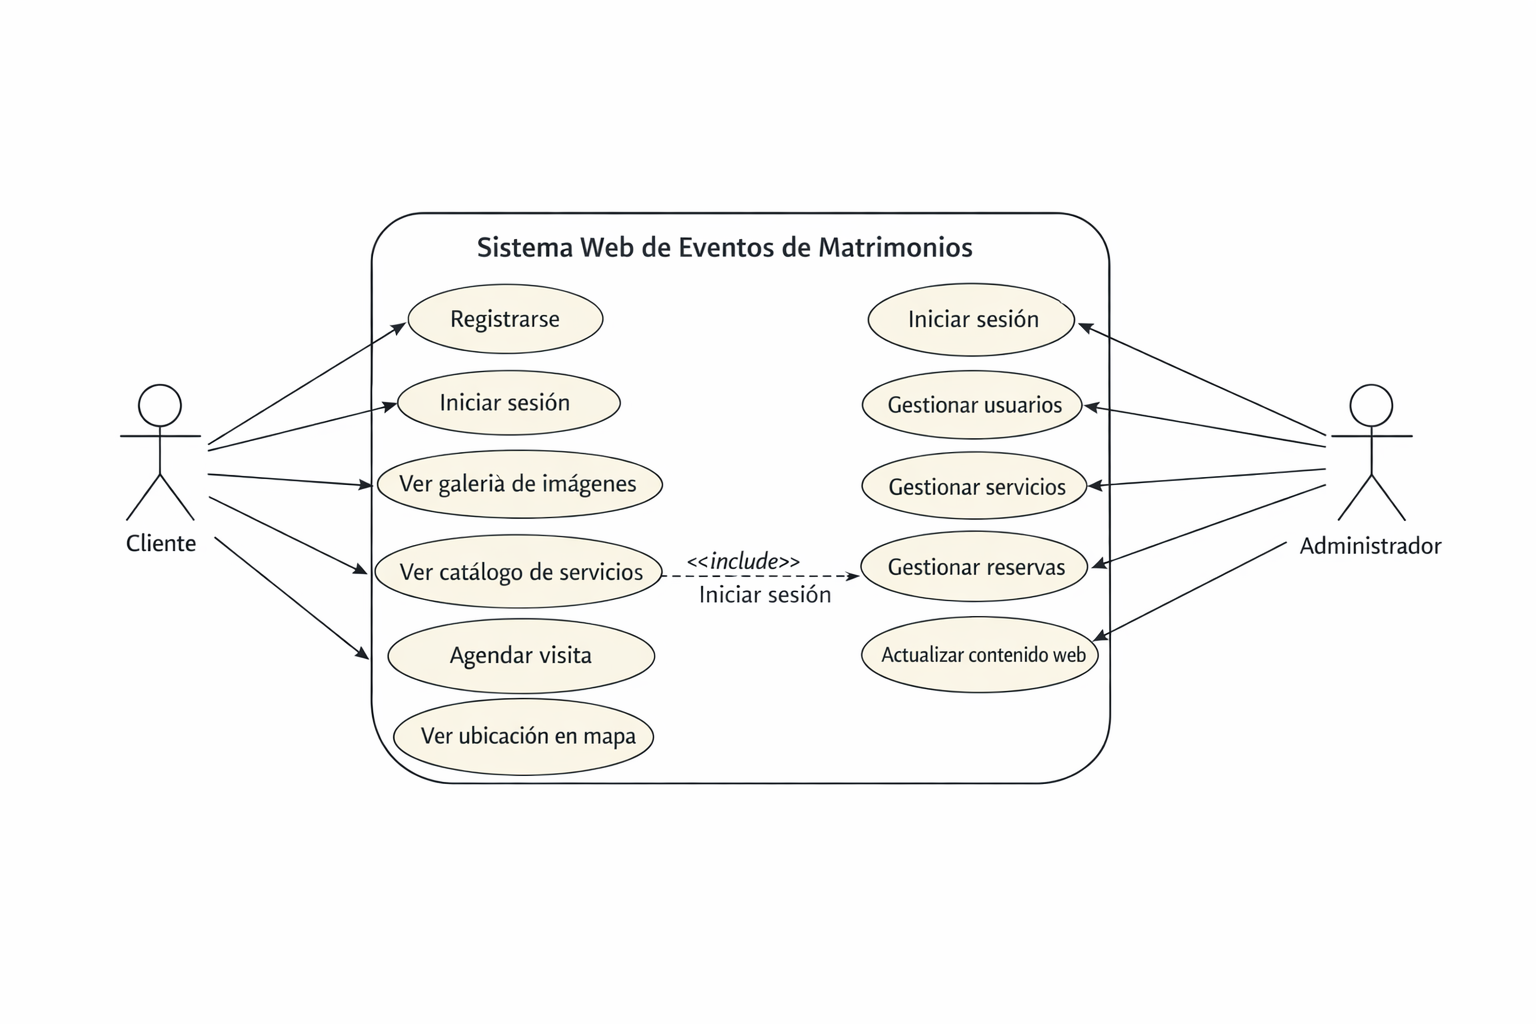 Sistema Web de Eventos de Matrimonios
Registrarse
Iniciar sesión
Ver galerià de imágenes
Ver catálogo de servicios
Agendar visita
Ver ubicación en mapa
<<include>>
Iniciar sesión
Iniciar sesión
Gestionar usuarios
Gestionar servicios
Gestionar reservas
Actualizar contenido web
Cliente
Administrador